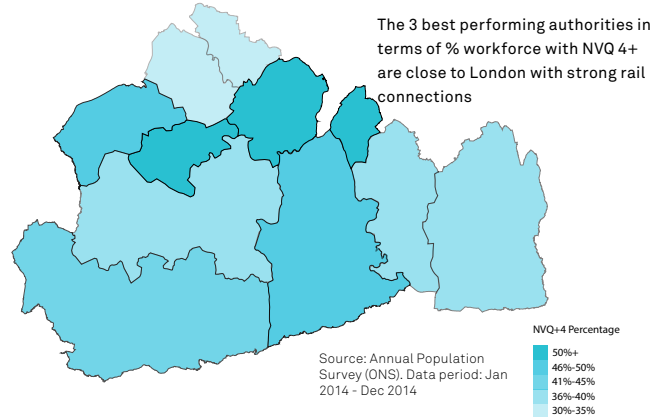 The 3 best performing authorities in
terms of % workforce with NVQ 4+
are close to London with strong rail
connections
NVQ+4 Percentage
50%+
46%-50%
41%-45%
36%-40%
30%-35%
Source: Annual Population
Survey (ONS). Data period: Jan
2014 - Dec 2014